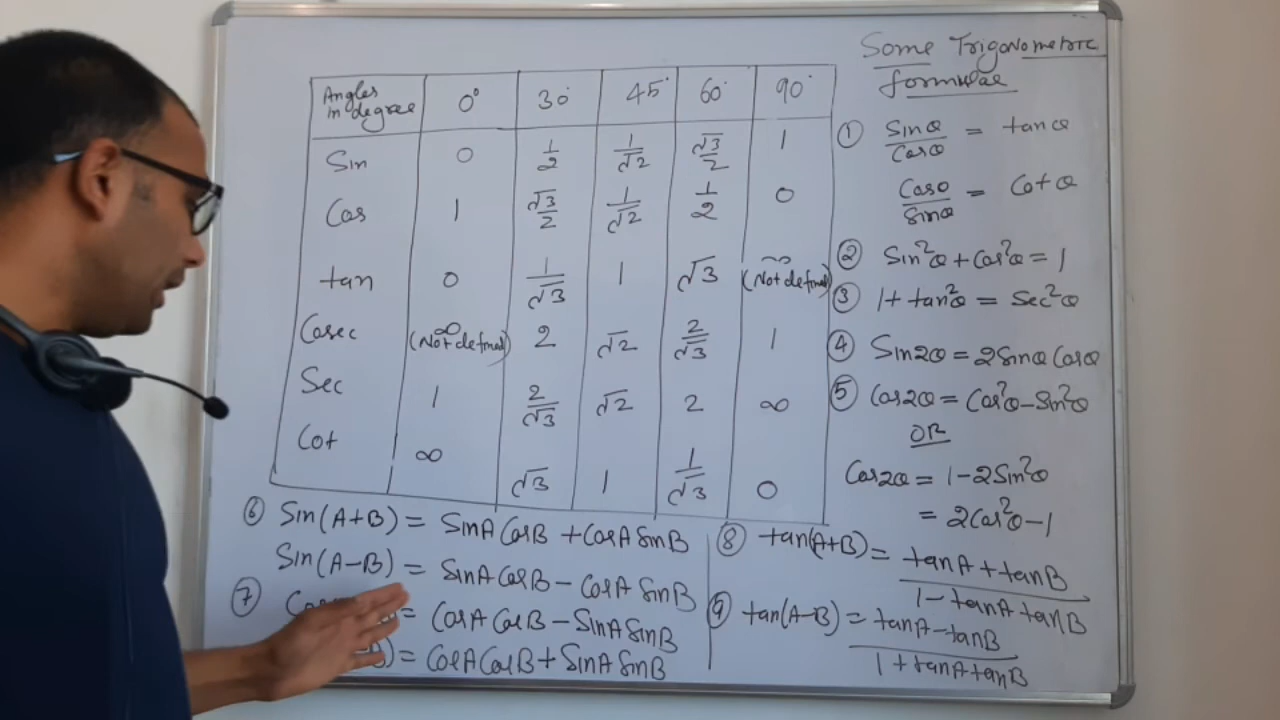 Some Trigonometric
formulae
Angles in degree 0° 30° 45° 60° 90°
Sin 0 1/2 1/√2 √3/2 1
Cos 1 √3/2 1/√2 1/2 0
tan 0 1/√3 1 √3 ∞ (Not defined)
Cosec ∞ (Not defined) 2 √2 2/√3 1
Sec 1 2/√3 √2 2 ∞
Cot ∞ √3 1 1/√3 0
① Sinθ/Cosθ = tanθ
Cosθ/Sinθ = Cotθ
② Sin²θ + Cos²θ = 1
③ 1 + tan²θ = Sec²θ
④ Sin2θ = 2Sinθ Cosθ
⑤ Cos2θ = Cos²θ – Sin²θ
OR
Cos2θ = 1 – 2Sin²θ
= 2Cos²θ – 1
⑥ Sin(A+B) = SinA CosB + CosA SinB
Sin(A–B) = SinA CosB – CosA SinB
⑦ = CosA CosB – SinA SinB
B) = CosA CosB + SinA SinB
⑧ tan(A+B) = tanA + tanB / 1 – tanA tanB
⑨ tan(A–B) = tanA – tanB / 1 + tanA tanB